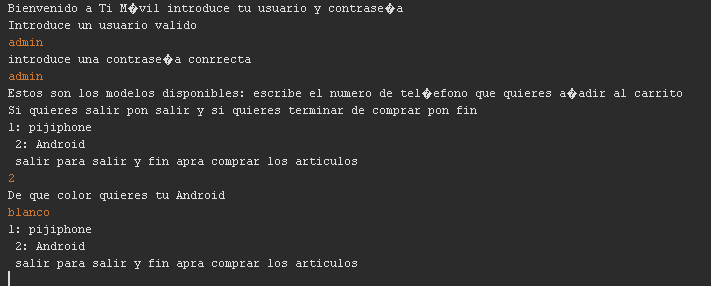 Bienvenido a Ti M�vil introduce tu usuario y contrase�a
Introduce un usuario valido
admin
introduce una contrase�a conrrecta
admin
Estos son los modelos disponibles: escribe el numero de tel�efono que quieres a�adir al carrito
Si quieres salir pon salir y si quieres terminar de comprar pon fin
1: pijiphone
2: Android
salir para salir y fin apra comprar los articulos
2
De que color quieres tu Android
blanco
1: pijiphone
2: Android
salir para salir y fin apra comprar los articulos